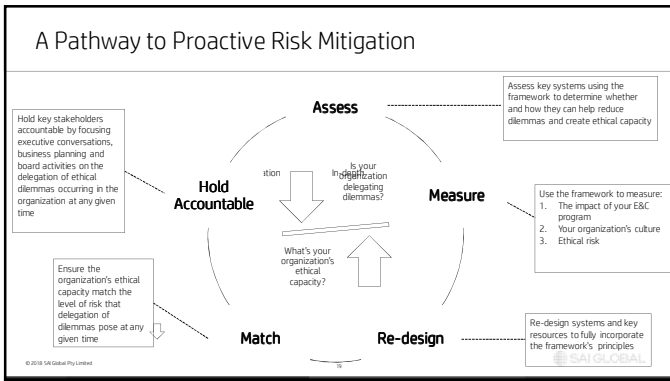 A Pathway to Proactive Risk Mitigation
Assess
Assess key systems using the
framework to determine whether
and how they can help reduce
dilemmas and create ethical capacity
Measure
Use the framework to measure:
1. The impact of your E&C
program
2. Your organization's culture
3. Ethical risk
Re-design
Re-design systems and key
resources to fully incorporate
the framework's principles
Match
Ensure the
organization's ethical
capacity match the
level of risk that
delegation of
dilemmas pose at any
given time
Hold
Accountable
Hold key stakeholders
accountable by focusing
executive conversations,
business planning and
board activities on the
delegation of ethical
dilemmas occurring in the
organization at any given
time
Is your
organization
delegating
dilemmas?
What's your
organization's
ethical
capacity?
© 2018 SAI Global Pty Limited
SAI GLOBAL